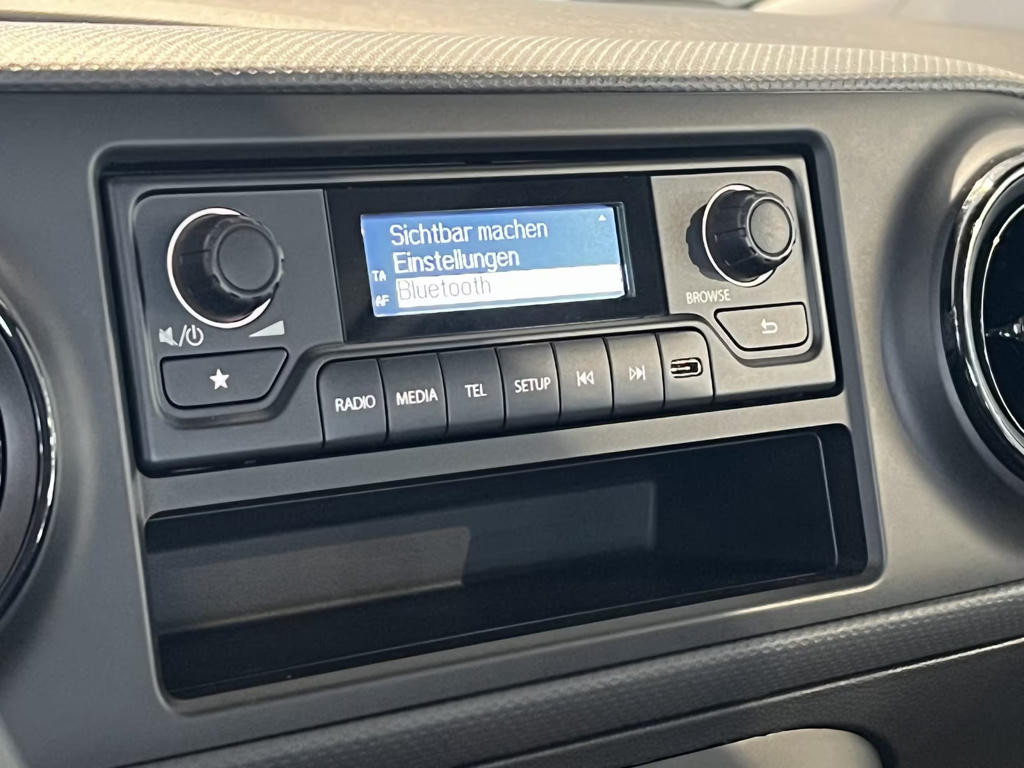 Sichtbar machen
TA Einstellungen
AF Bluetooth
BROWSE
RADIO MEDIA TEL SETUP